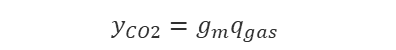 y_{CO2} = g_m q_{gas}